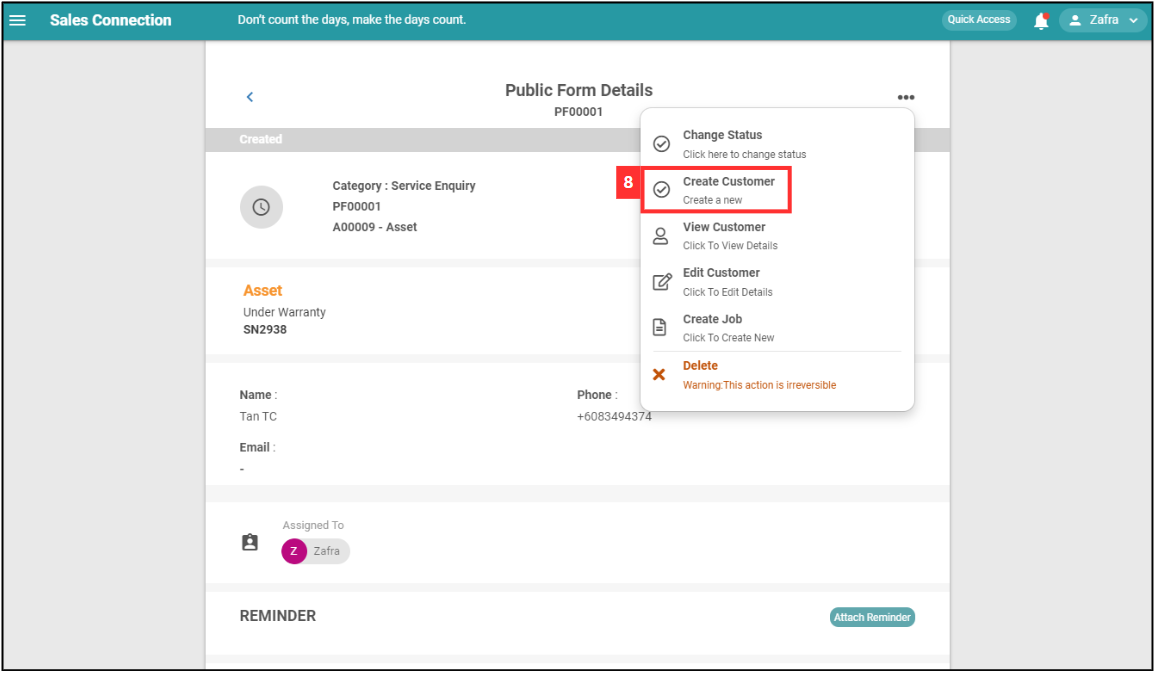 Sales Connection
Don't count the days, make the days count.
Quick Access
Zafra
Public Form Details
PF00001
Created
Change Status
Click here to change status
8
Create Customer
Create a new
View Customer
Click To View Details
Edit Customer
Click To Edit Details
Create Job
Click To Create New
Delete
Warning:This action is irreversible
Category : Service Enquiry
PF00001
A00009 - Asset
Asset
Under Warranty
SN2938
Name :
Tan TC
Phone :
+6083494374
Email :
-
Assigned To
Z Zafra
REMINDER
Attach Reminder